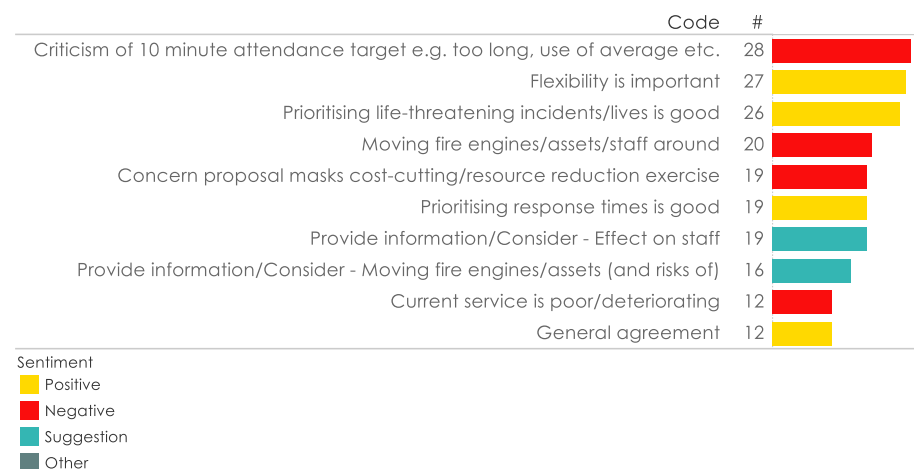 Code #
Criticism of 10 minute attendance target e.g. too long, use of average etc. 28
Flexibility is important 27
Prioritising life-threatening incidents/lives is good 26
Moving fire engines/assets/staff around 20
Concern proposal masks cost-cutting/resource reduction exercise 19
Prioritising response times is good 19
Provide information/Consider - Effect on staff 19
Provide information/Consider - Moving fire engines/assets (and risks of) 16
Current service is poor/deteriorating 12
General agreement 12
Sentiment
Positive
Negative
Suggestion
Other